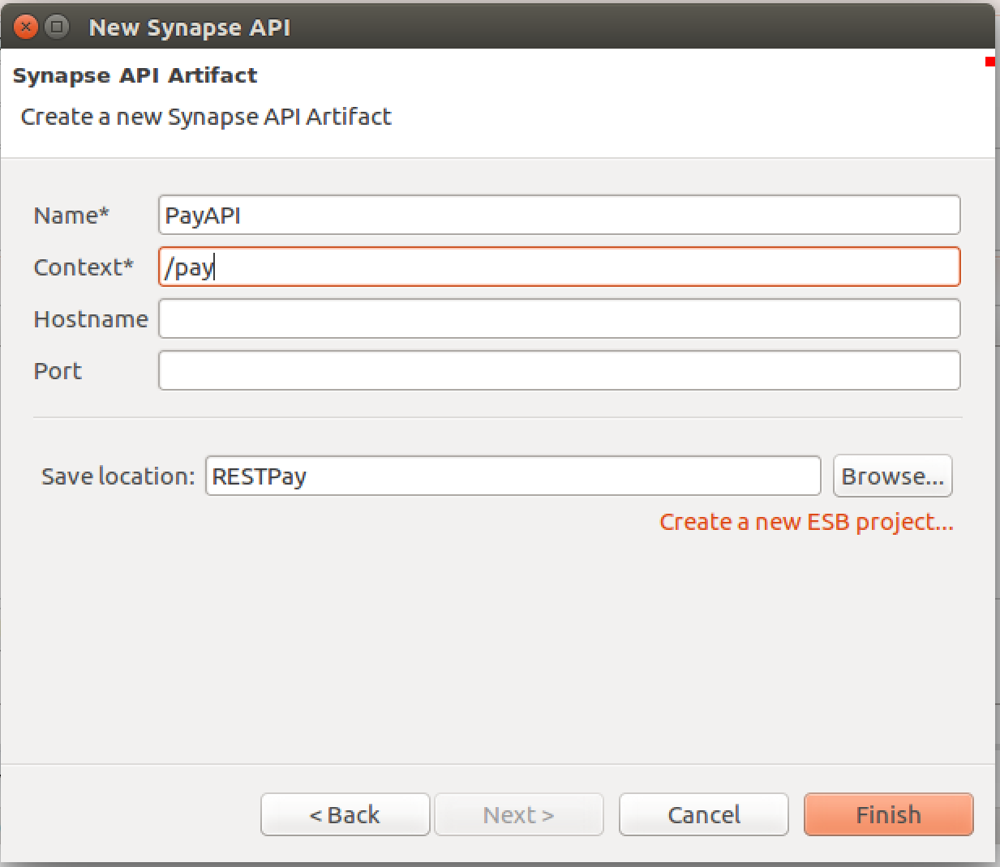 New Synapse API
Synapse API Artifact
Create a new Synapse API Artifact
Name* PayAPI
Context* /pay
Hostname
Port
Save location: RESTPay Browse...
Create a new ESB project...
< Back Next > Cancel Finish